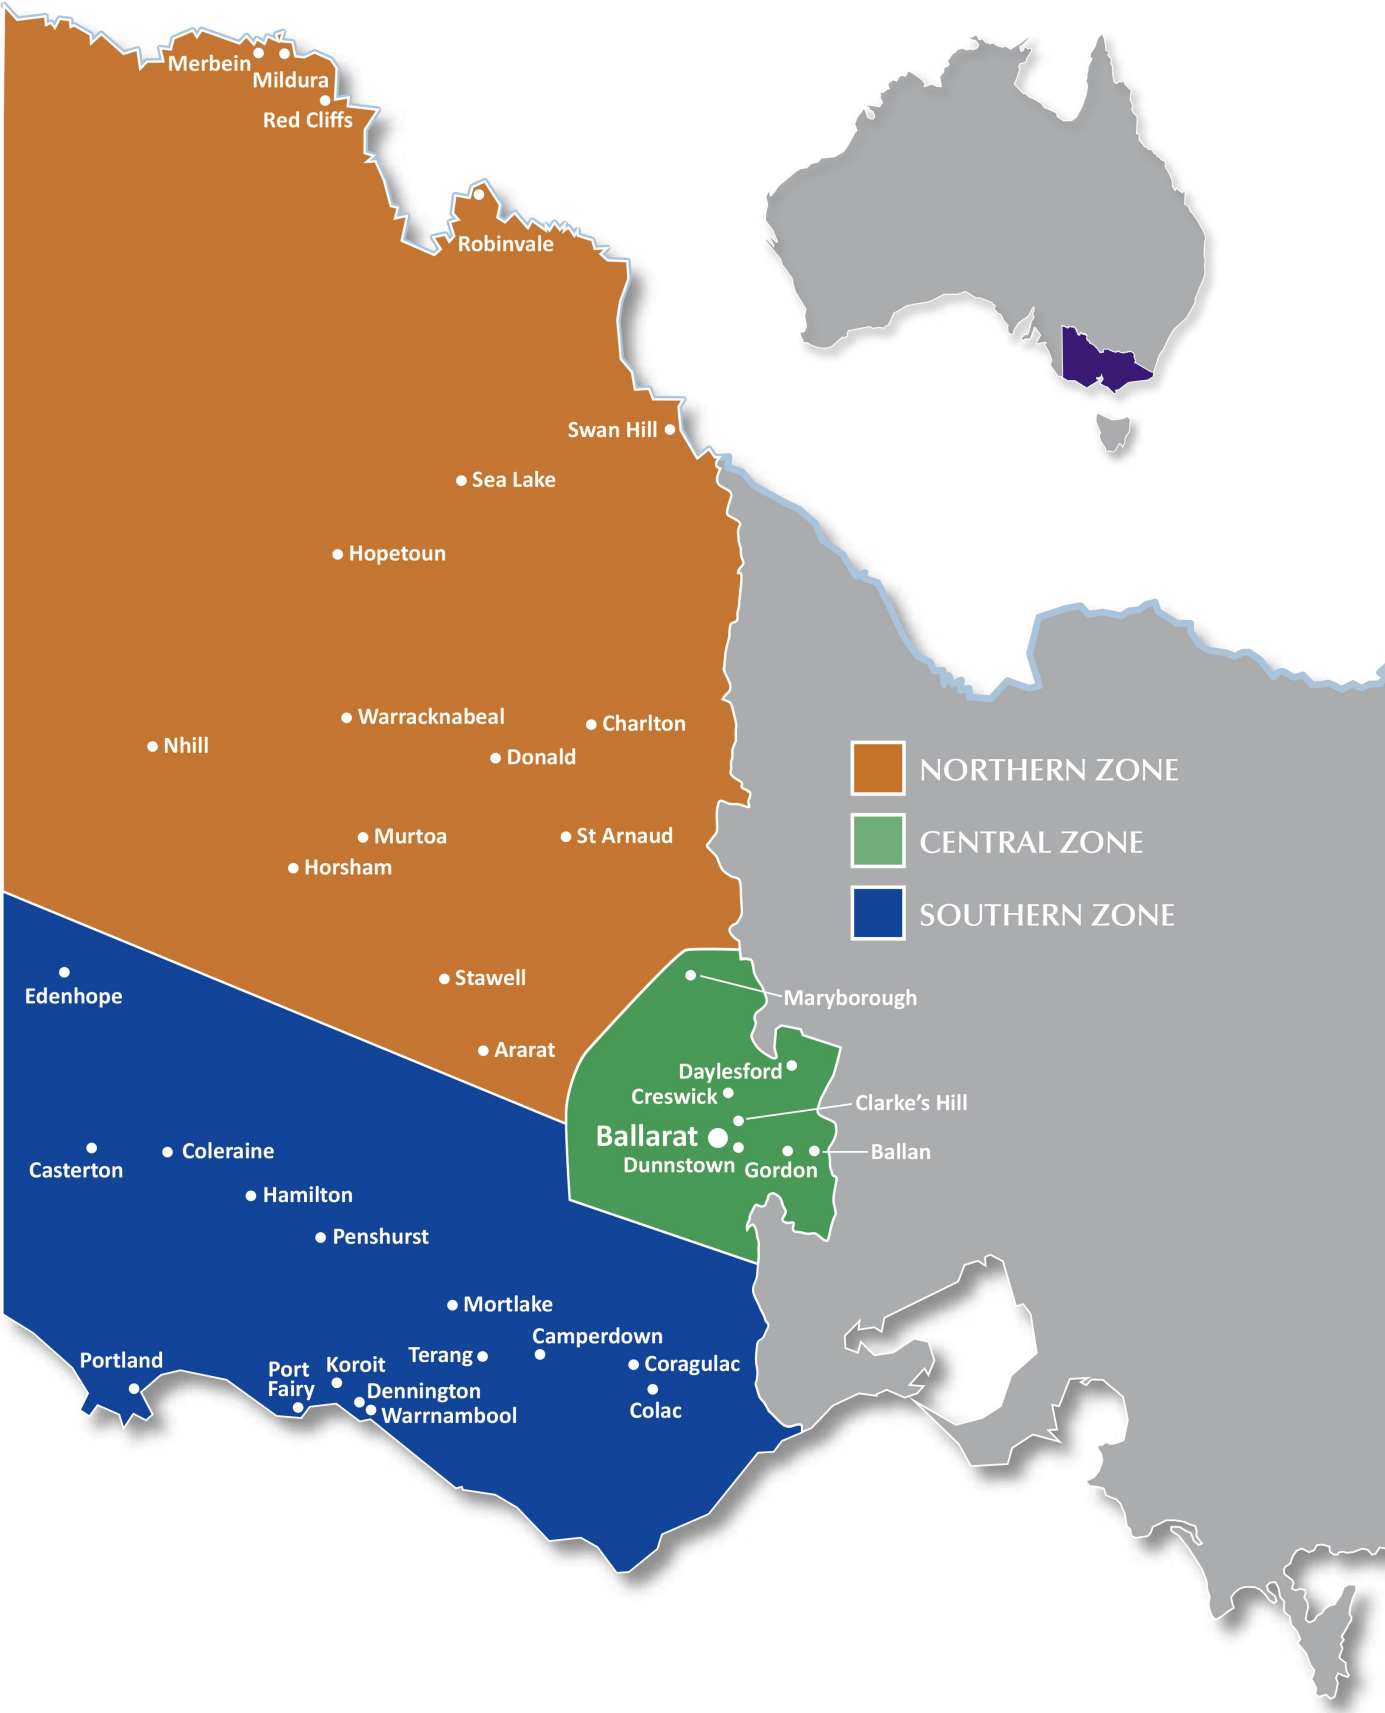 Merbein
Mildura
Red Cliffs
Robinvale
Swan Hill
Sea Lake
Hopetoun
Warracknabeal
Charlton
Nhill
Donald
Murtoa
St Arnaud
Horsham
NORTHERN ZONE
CENTRAL ZONE
SOUTHERN ZONE
Edenhope
Stawell
Maryborough
Ararat
Daylesford
Creswick
Clarke's Hill
Ballarat
Dunnstown
Gordon
Ballan
Casterton
Coleraine
Hamilton
Penshurst
Mortlake
Camperdown
Terang
Coragulac
Colac
Portland
Port
Fairy
Koroit
Dennington
Warrnambool